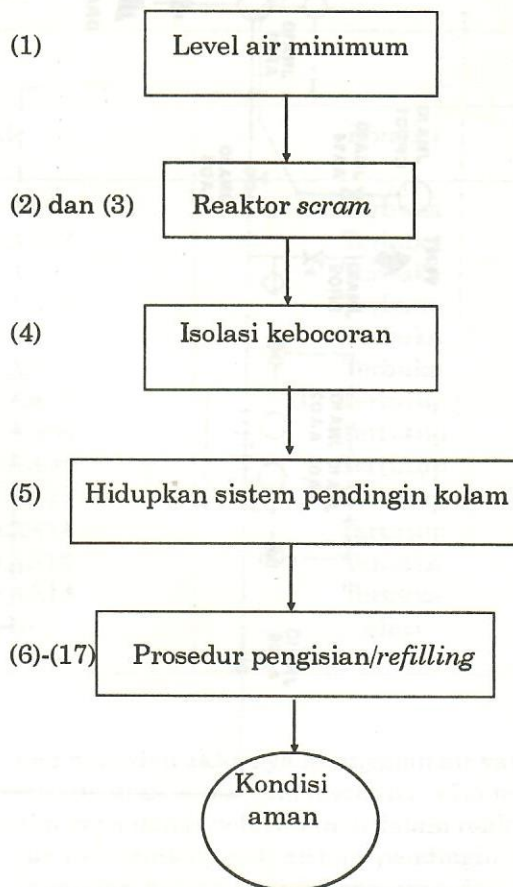 (1) Level air minimum
(2) dan (3) Reaktor scram
(4) Isolasi kebocoran
(5) Hidupkan sistem pendingin kolam
(6)-(17) Prosedur pengisian/refilling
Kondisi
aman